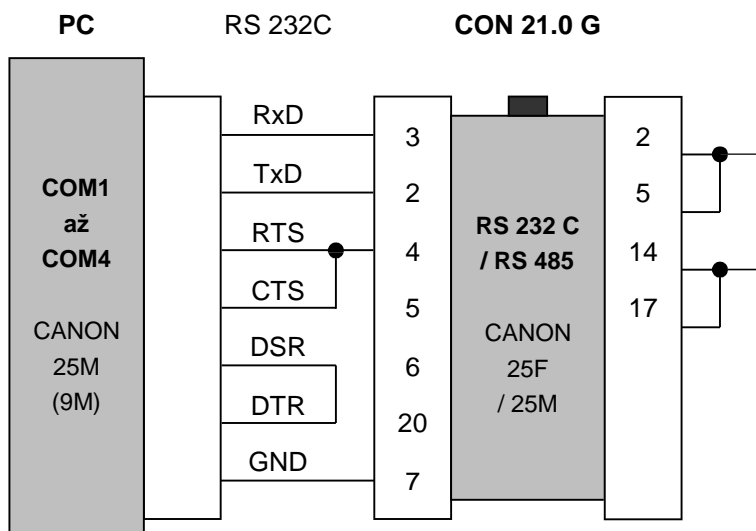 PC RS 232C CON 21.0 G
RxD
3
2
TxD
2
5
COM1
až
COM4
RTS
4
RS 232 C
/ RS 485
14
CTS
5
17
CANON
25M
(9M)
DSR
6
CANON
25F
/ 25M
DTR
20
GND
7